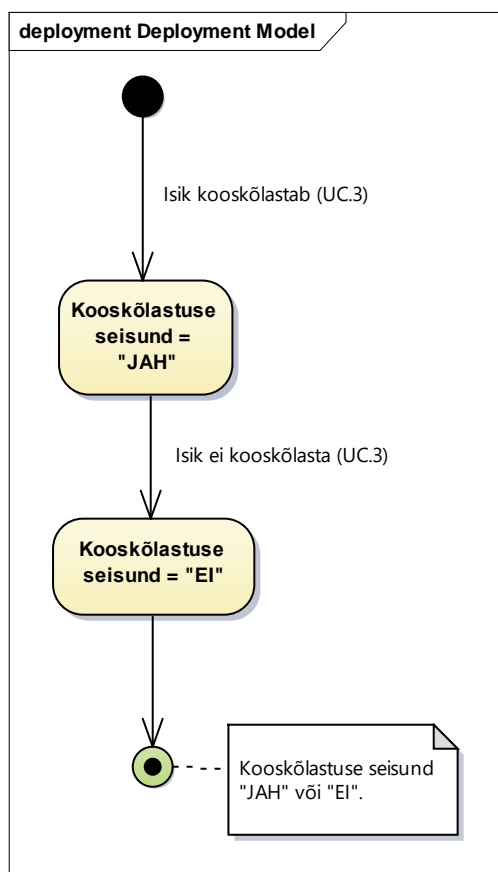 deployment Deployment Model
Isik kooskõlastab (UC.3)
Kooskõlastuse
seisund =
"JAH"
Isik ei kooskõlasta (UC.3)
Kooskõlastuse
seisund = "EI"
Kooskõlastuse seisund
"JAH" või "EI".